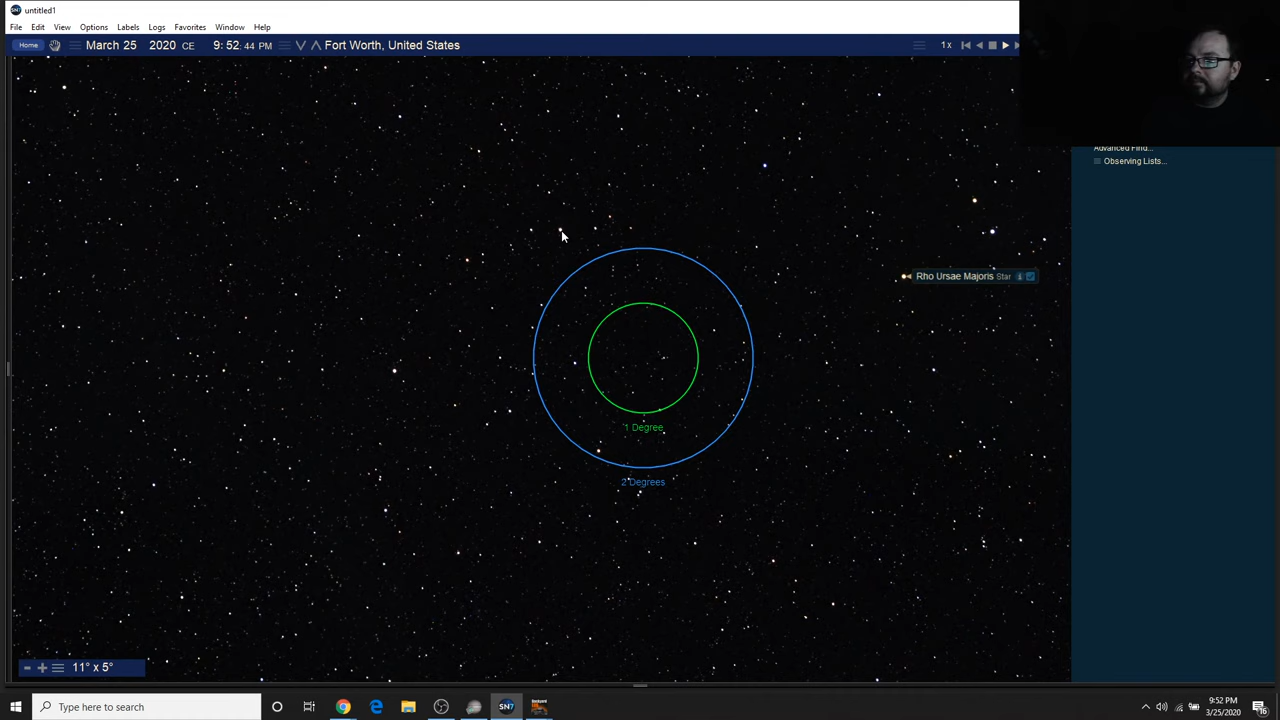 untitled1
File Edit View Options Labels Logs Favorites Window Help
Home March 25 2020 CE 9: 52: 44 PM Fort Worth, United States 1 x
Advanced Find...
Observing Lists...
Rho Ursae Majoris Star i
1 Degree
2 Degrees
11° x 5°
Type here to search
SN7
9:52 PM
3/25/2020